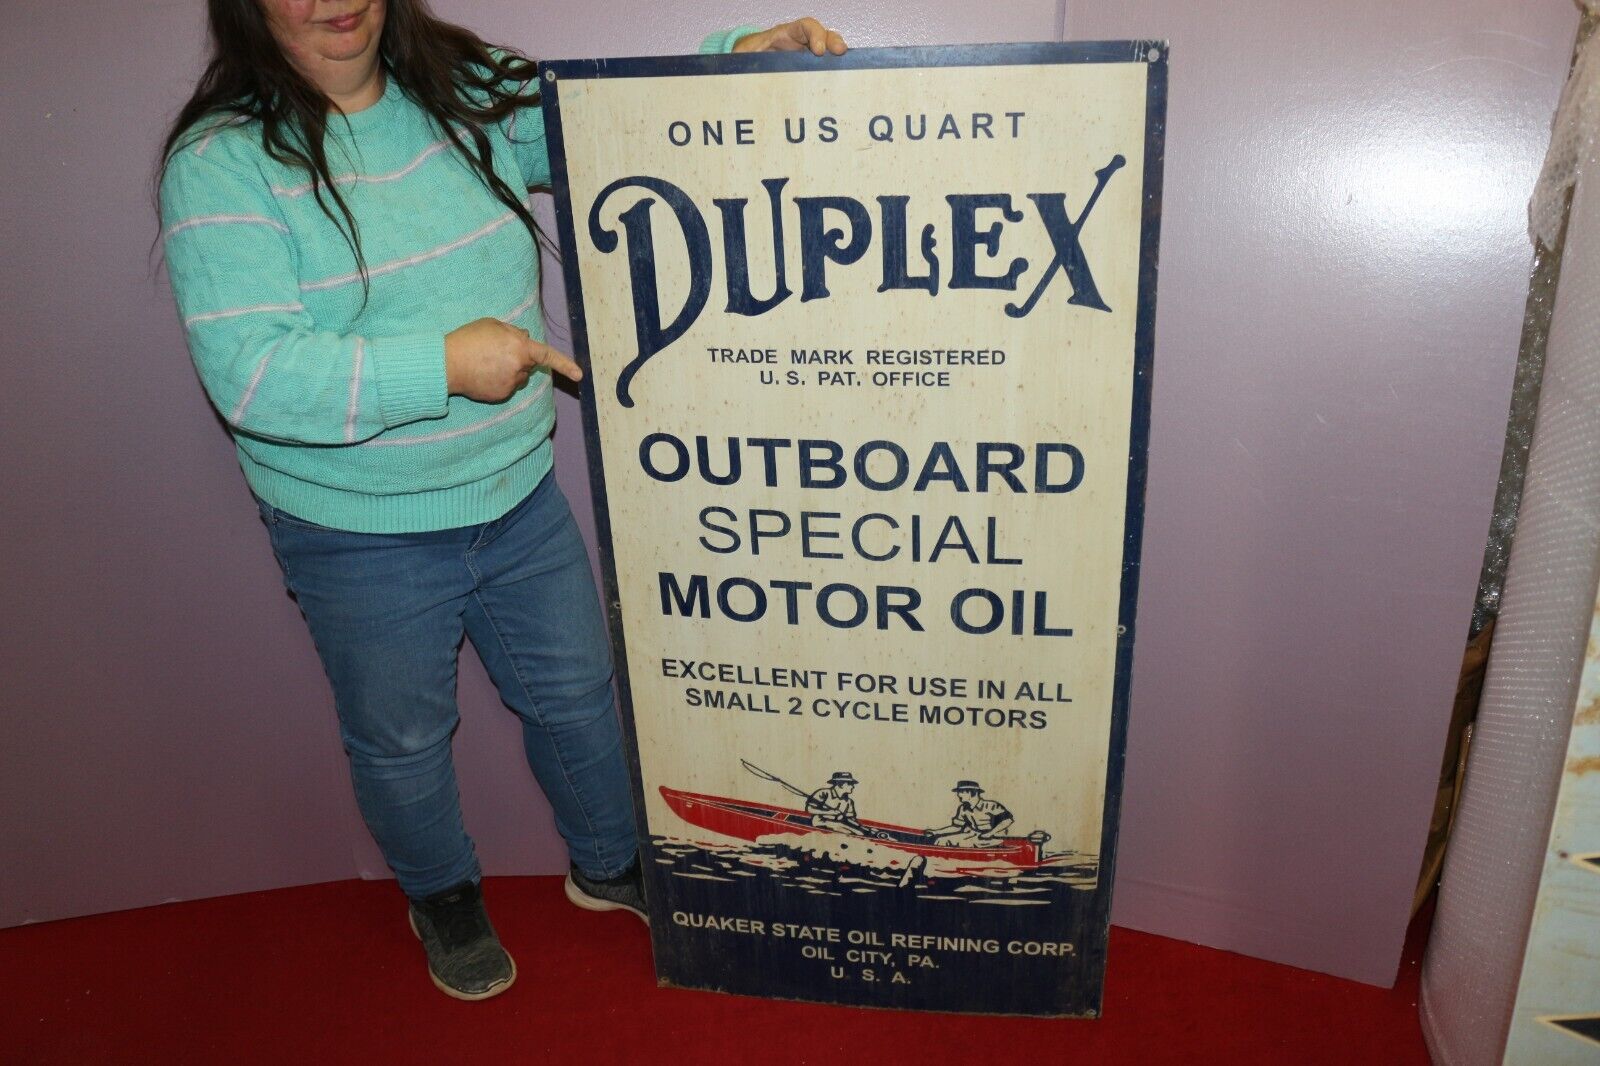 ONE US QUART
DUPLEX
TRADE MARK REGISTERED
U. S. PAT. OFFICE
OUTBOARD
SPECIAL
MOTOR OIL
EXCELLENT FOR USE IN ALL
SMALL 2 CYCLE MOTORS
QUAKER STATE OIL REFINING CORP.
OIL CITY, PA.
U. S. A.